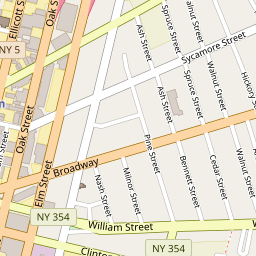 Ellicott S
Oak Street
NY 5
Ash Street
Spruce Street
Walnut Street
Sycamore Street
Hickory S
Ash Street
Spruce Street
Walnut Street
Oak Street
Pine Street
Broadway
Elm Street
Nash Street
Milnor Street
Bennett Street
Cedar Street
Walnut Street
NY 354
William Street
W
Clinton
NY 354